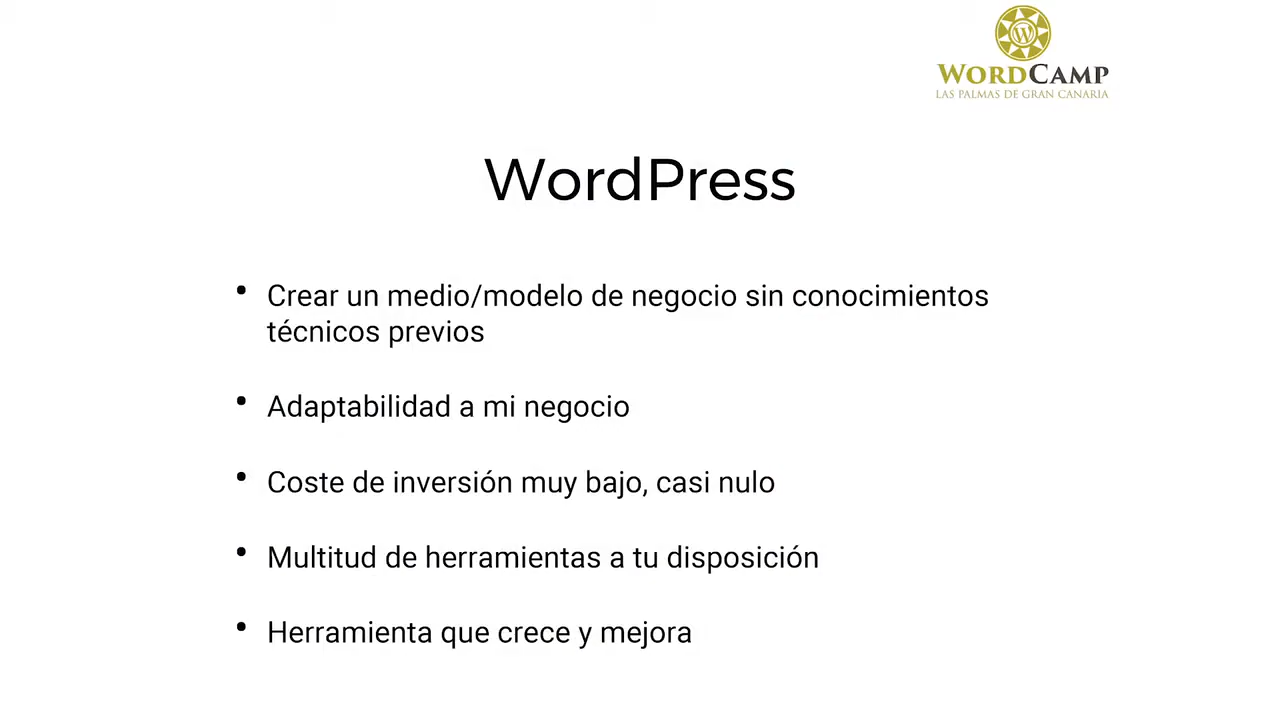 WORDCAMP
LAS PALMAS DE GRAN CANARIA
WordPress
• Crear un medio/modelo de negocio sin conocimientos
técnicos previos
• Adaptabilidad a mi negocio
• Coste de inversión muy bajo, casi nulo
• Multitud de herramientas a tu disposición
• Herramienta que crece y mejora